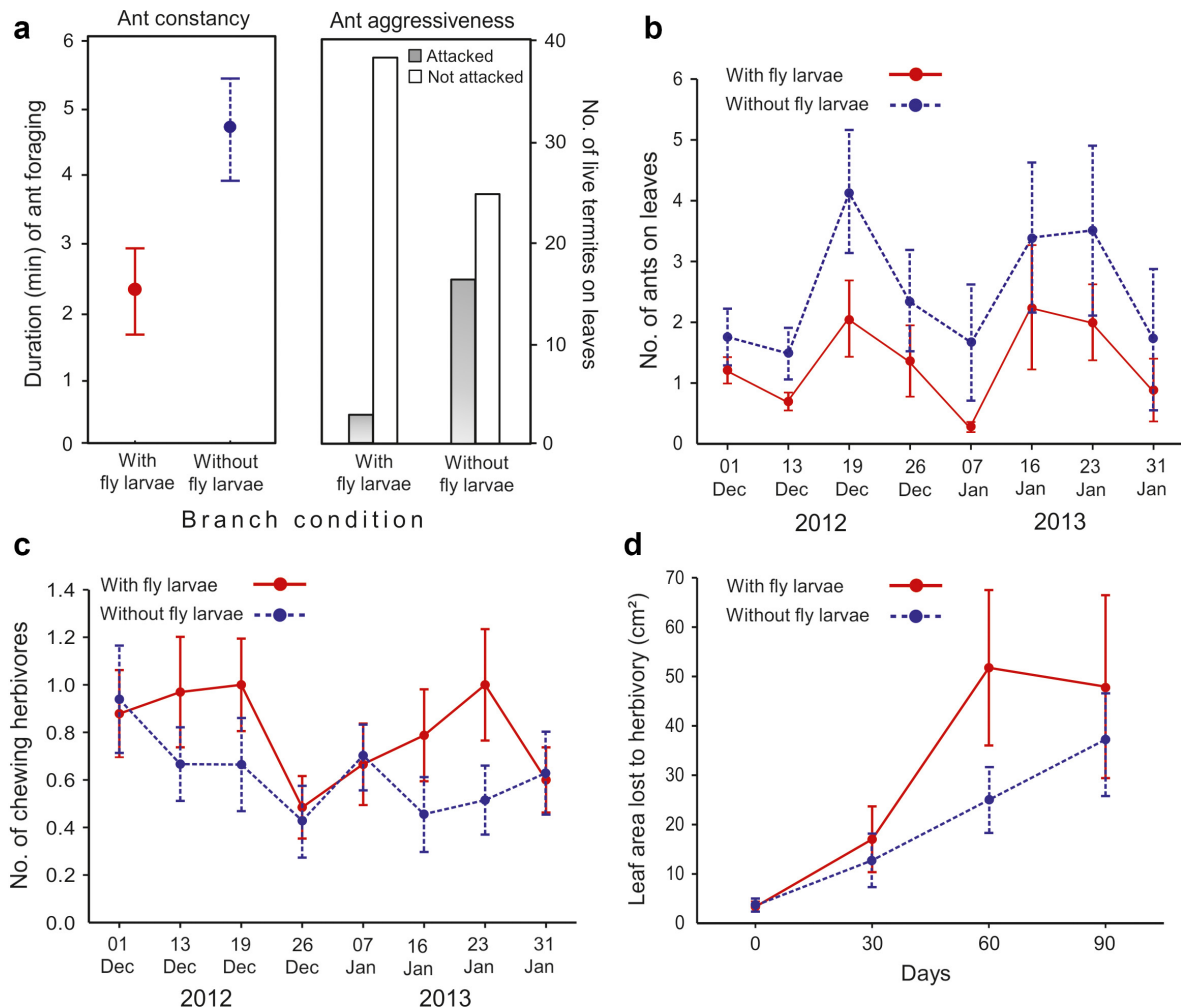 a
Ant constancy
Ant aggressiveness
6
5
4
3
2
1
0
Duration (min) of ant foraging
Attacked
Not attacked
40
30
20
10
0
No. of live termites on leaves
With
fly larvae
Without
fly larvae
With
fly larvae
Without
fly larvae
Branch condition
b
With fly larvae
Without fly larvae
6
5
4
3
2
1
0
No. of ants on leaves
01
Dec
13
Dec
19
Dec
26
Dec
07
Jan
16
Jan
23
Jan
31
Jan
2012
2013
c
With fly larvae
Without fly larvae
1.4
1.2
1.0
0.8
0.6
0.4
0.2
0.0
No. of chewing herbivores
01
Dec
13
Dec
19
Dec
26
Dec
07
Jan
16
Jan
23
Jan
31
Jan
2012
2013
d
With fly larvae
Without fly larvae
70
60
50
40
30
20
10
0
Leaf area lost to herbivory (cm²)
0
30
60
90
Days